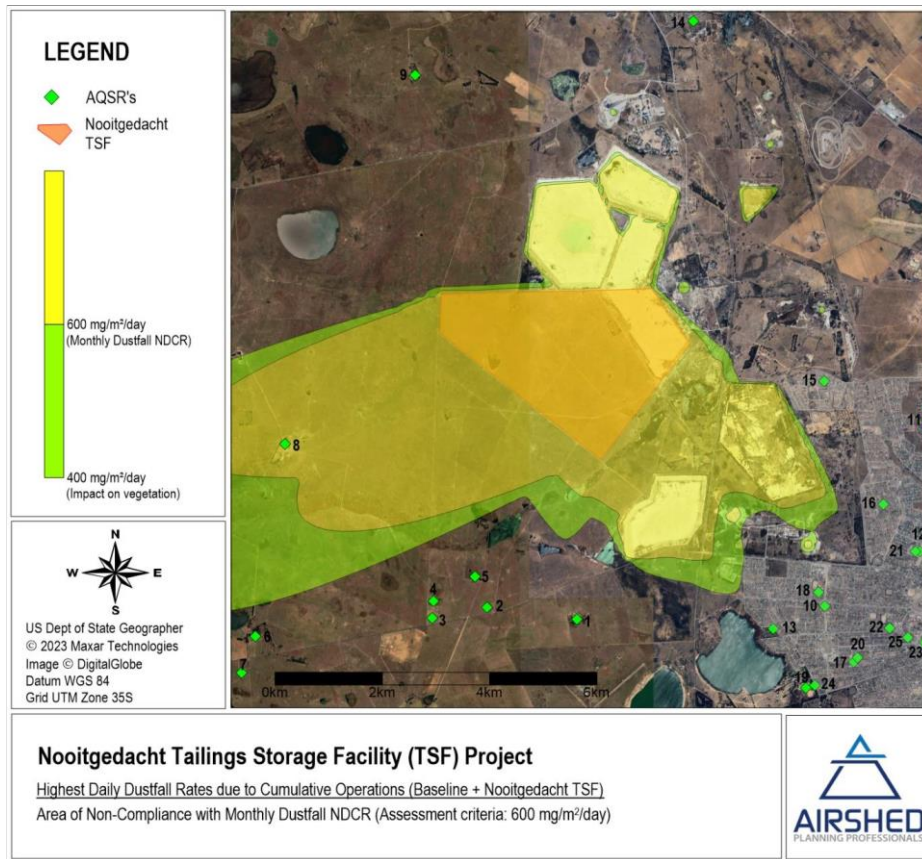 LEGEND
AQSR's
Nooitgedacht
TSF
600 mg/m²/day
(Monthly Dustfall NDCR)
400 mg/m²/day
(Impact on vegetation)
N
W E
S
US Dept of State Geographer
© 2023 Maxar Technologies
Image © DigitalGlobe
Datum WGS 84
Grid UTM Zone 35S
14
9
15
11
8
16
12
21
5
4
2
3
1
18
10
13
22
25
23
6
20
17
7
19
24
0km 2km 4km 6km
Nooitgedacht Tailings Storage Facility (TSF) Project
Highest Daily Dustfall Rates due to Cumulative Operations (Baseline + Nooitgedacht TSF)
Area of Non-Compliance with Monthly Dustfall NDCR (Assessment criteria: 600 mg/m²/day)
AIRSHED
PLANNING PROFESSIONALS